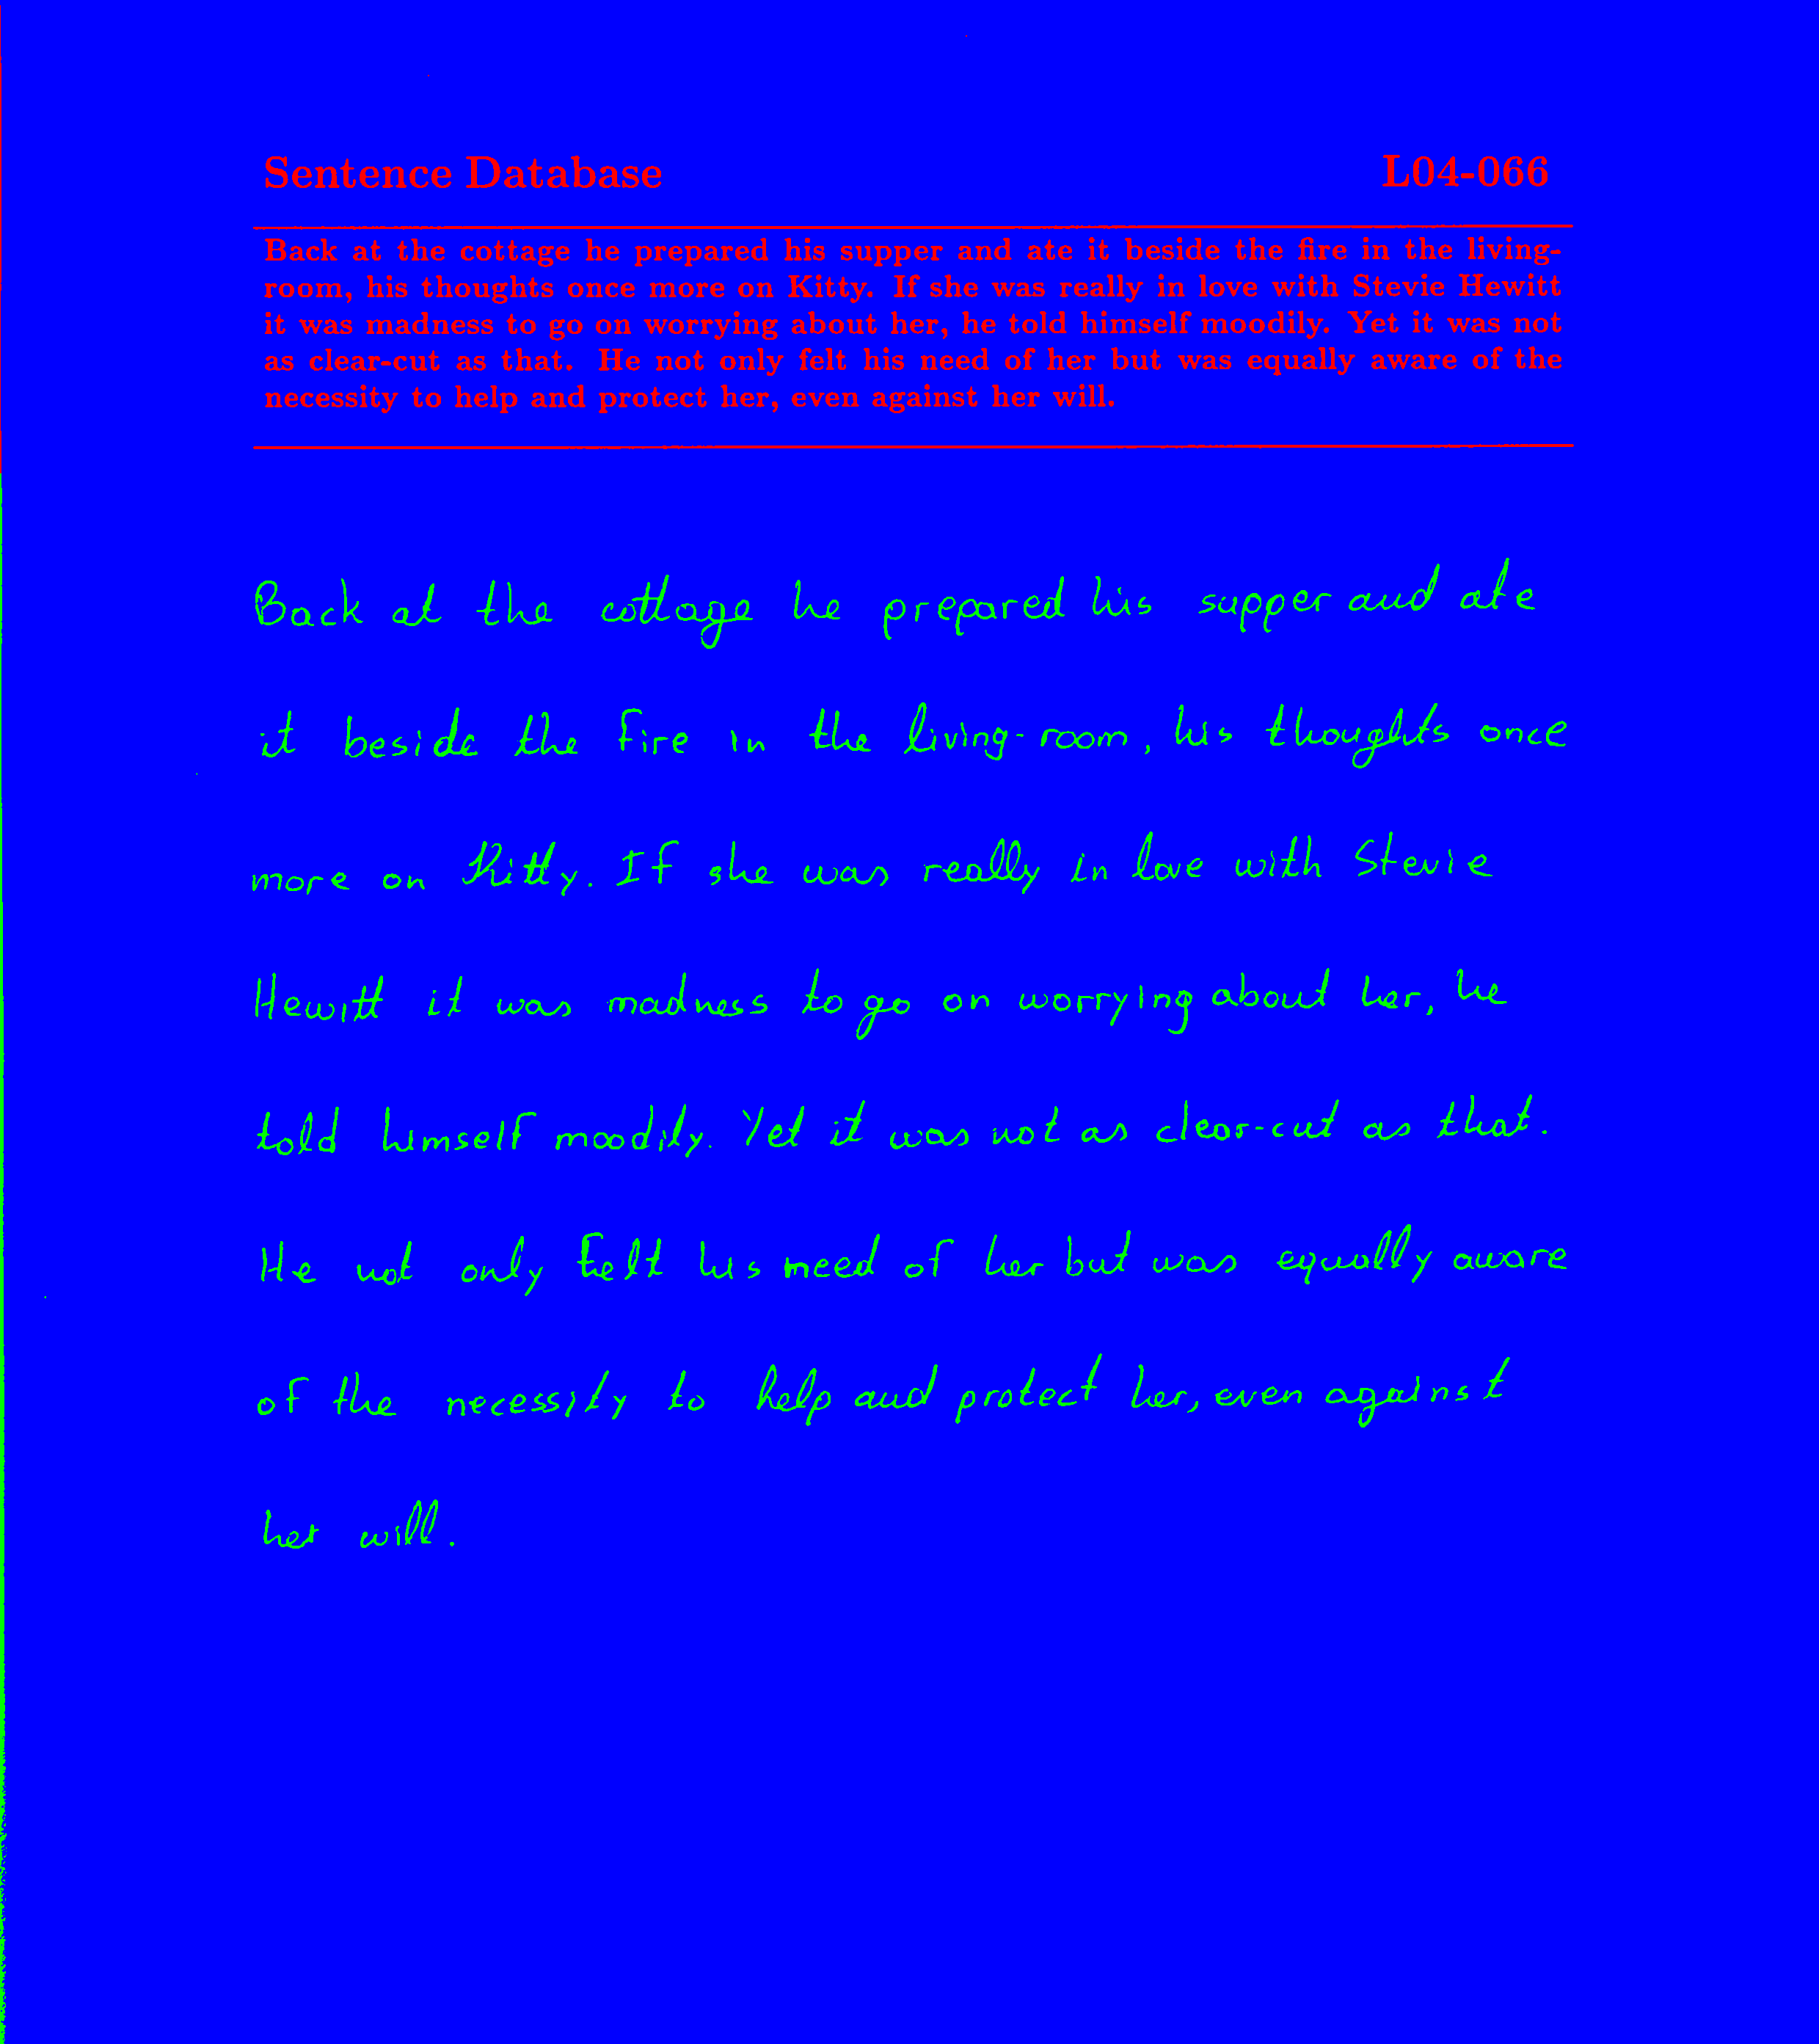 Sentence Database L04-066
Back at the cottage he prepared his supper and ate it beside the fire in the living-
room, his thoughts once more on Kitty. If she was really in love with Stevie Hewitt
it was madness to go on worrying about her, he told himself moodily. Yet it was not
as clear-cut as that. He not only felt his need of her but was equally aware of the
necessity to help and protect her, even against her will.
Back at the cottage he prepared his supper and ate
it beside the fire in the living-room, his thoughts once
more on Kitty. If she was really in love with Stevie
Hewitt it was madness to go on worrying about her, he
told himself moodily. Yet it was not as clear-cut as that.
He not only felt his need of her but was equally aware
of the necessity to help and protect her, even against
her will.